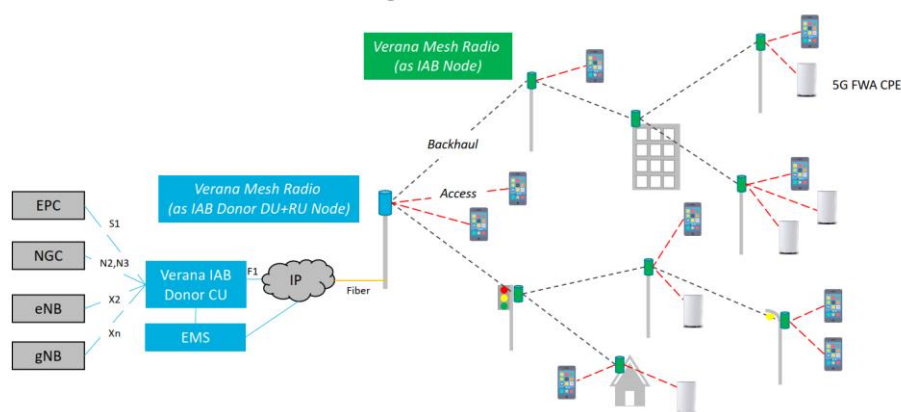 Verana Mesh Radio
(as IAB Node)
5G FWA CPE
Backhaul
Verana Mesh Radio
(as IAB Donor DU+RU Node)
Access
EPC
S1
NGC
N2,N3
Verana IAB
Donor CU
F1
IP
Fiber
eNB
X2
EMS
Xn
gNB